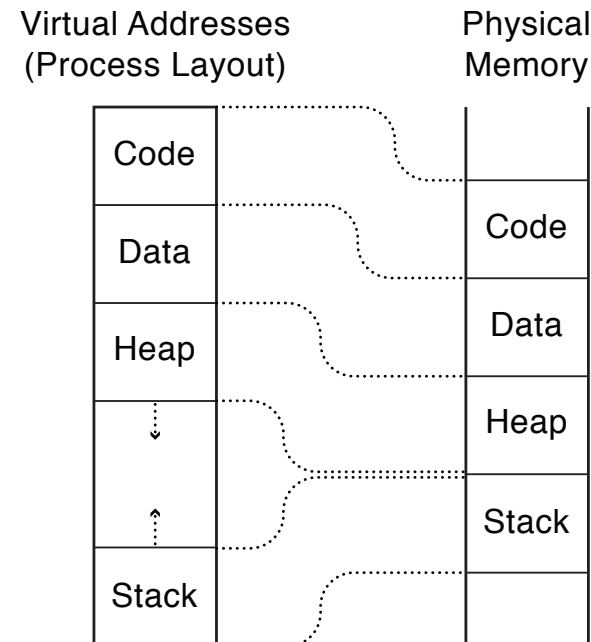 Virtual Addresses
(Process Layout)
Physical
Memory
Code
Data
Heap
Stack
Code
Data
Heap
Stack